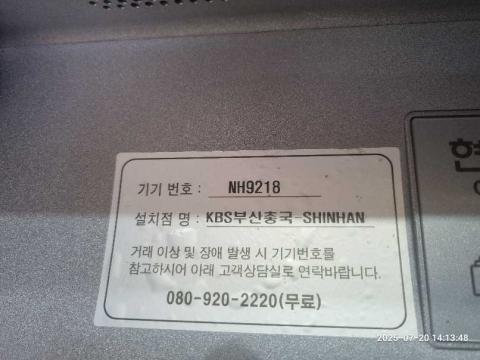 기기 번호 : NH9218
설치점 명 : KBS부산총국-SHINHAN
거래 이상 및 장애 발생 시 기기번호를
참고하시어 아래 고객상담실로 연락바랍니다.
080-920-2220(무료)
현
2025-07-20 14:13:48